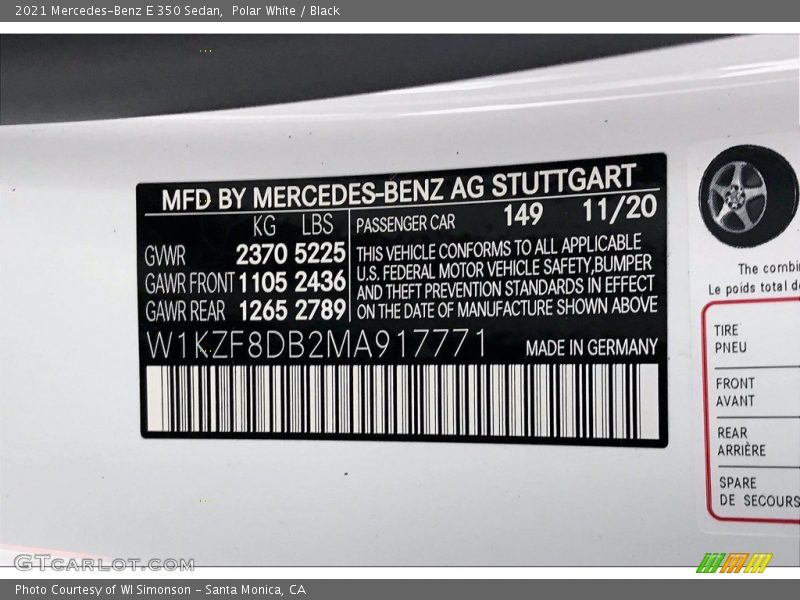 2021 Mercedes-Benz E 350 Sedan,  Polar White / Black
MFD BY MERCEDES-BENZ AG STUTTGART
KG LBS PASSENGER CAR 149 11/20
GVWR 2370 5225
GAWR FRONT 1105 2436
GAWR REAR 1265 2789
THIS VEHICLE CONFORMS TO ALL APPLICABLE
U.S. FEDERAL MOTOR VEHICLE SAFETY,BUMPER
AND THEFT PREVENTION STANDARDS IN EFFECT
ON THE DATE OF MANUFACTURE SHOWN ABOVE
W1KZF8DB2MA917771 MADE IN GERMANY
The combi
Le poids total d
TIRE
PNEU
FRONT
AVANT
REAR
ARRIÈRE
SPARE
DE SECOURS
GTCARLOT.COM
Photo Courtesy of WI Simonson - Santa Monica, CA